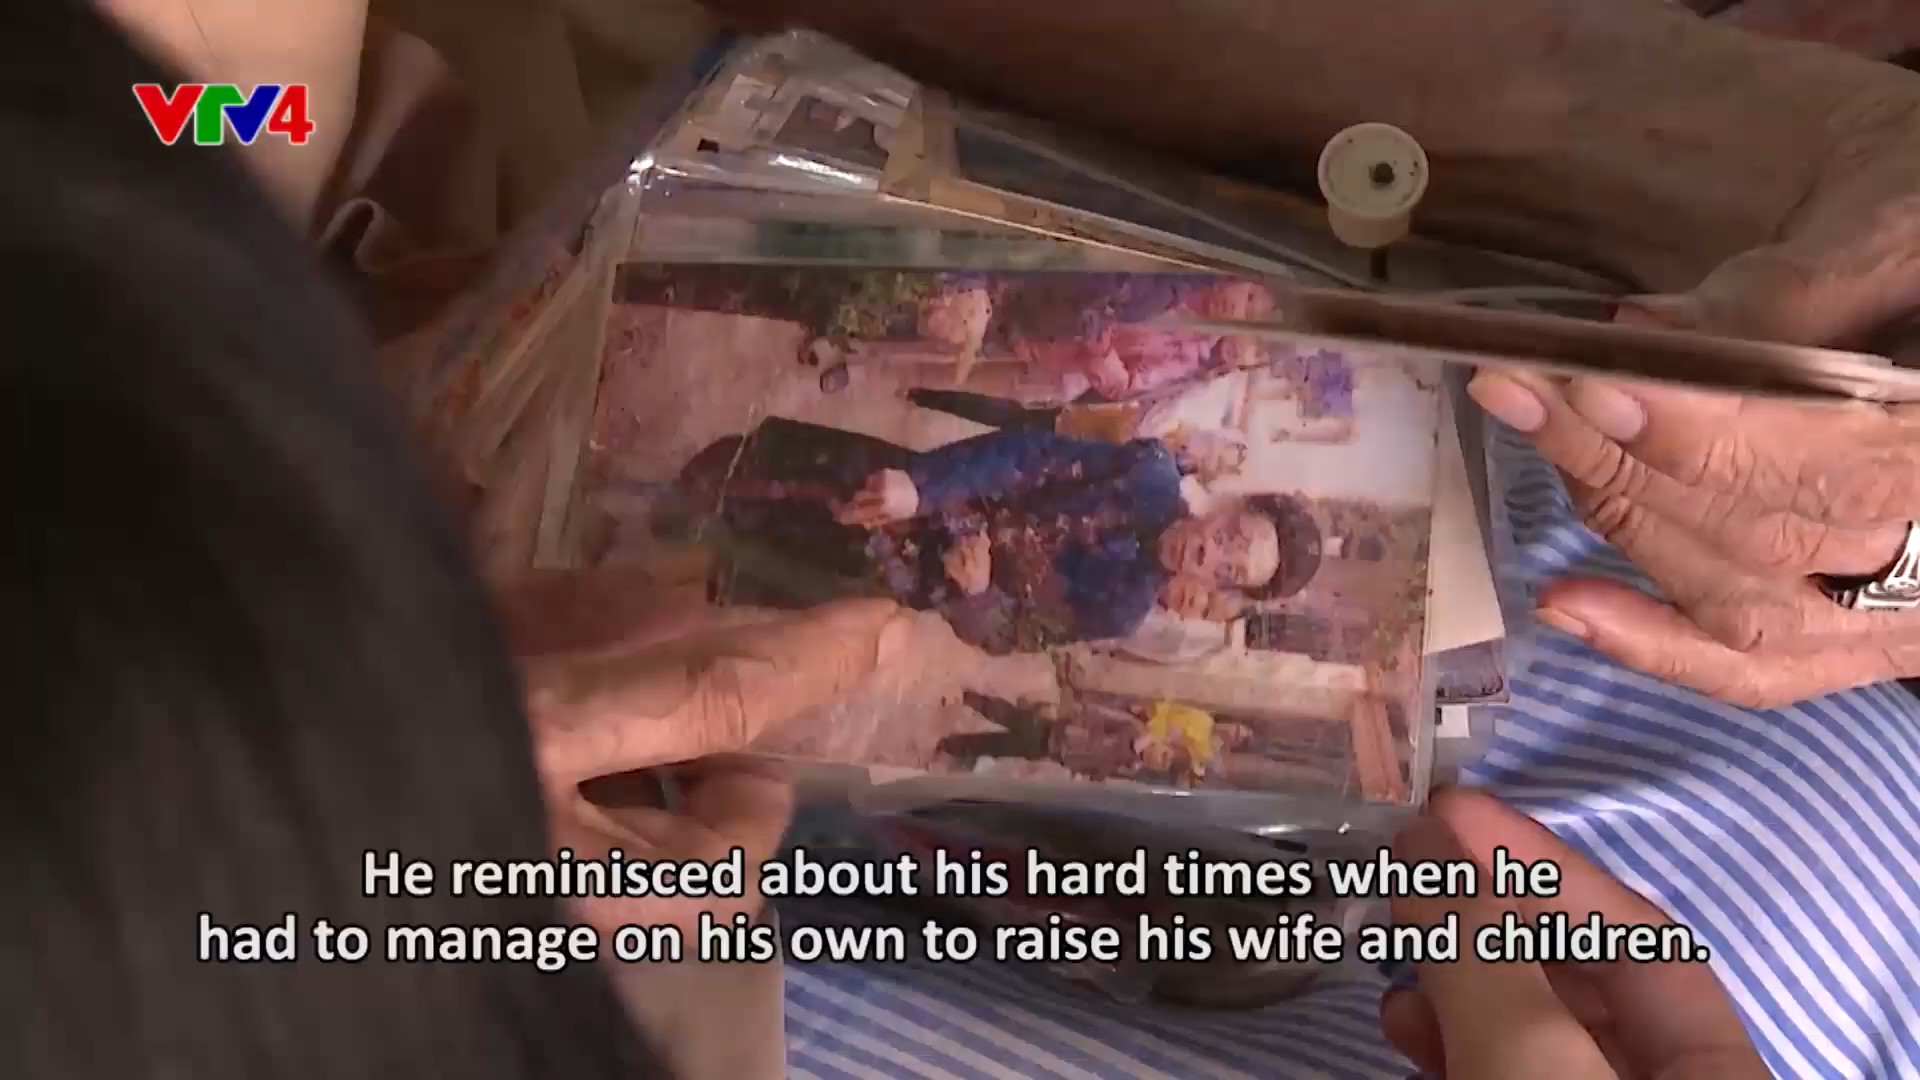 VTV4
He reminisced about his hard times when he
had to manage on his own to raise his wife and children.